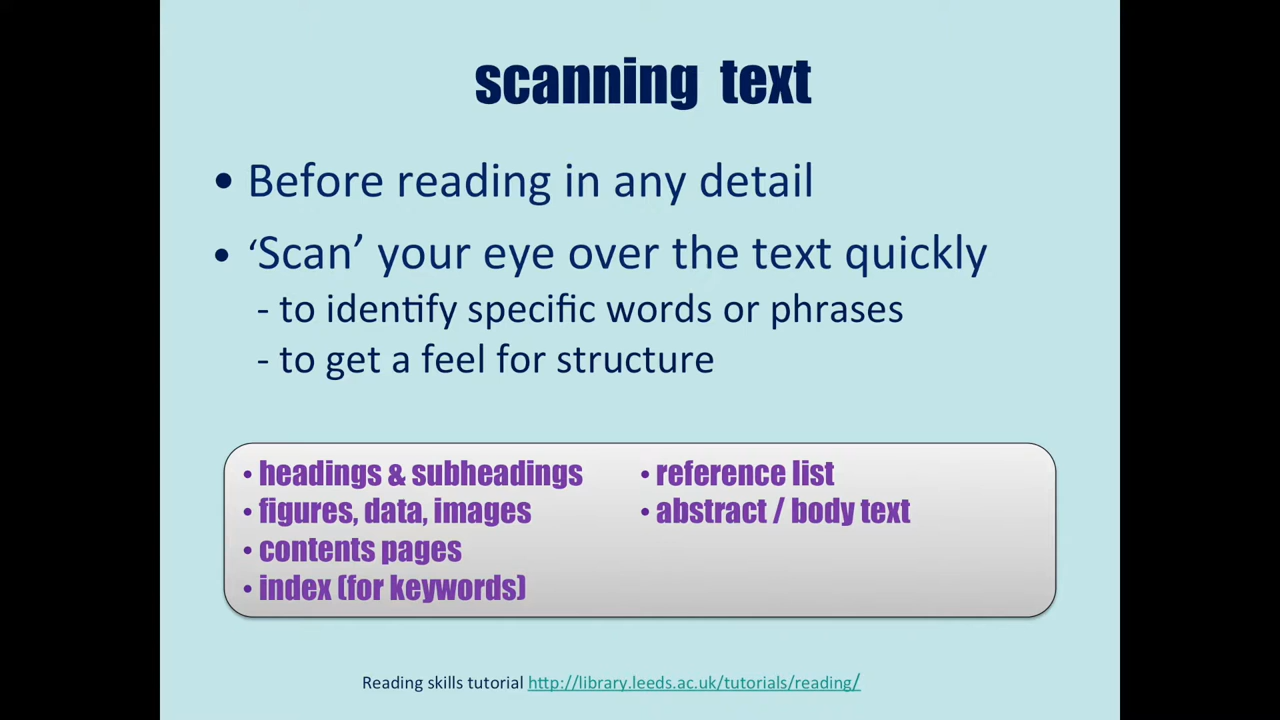 scanning text
• Before reading in any detail
• ‘Scan’ your eye over the text quickly
- to identify specific words or phrases
- to get a feel for structure
• headings & subheadings
• figures, data, images
• contents pages
• index (for keywords)
• reference list
• abstract / body text
Reading skills tutorial http://library.leeds.ac.uk/tutorials/reading/